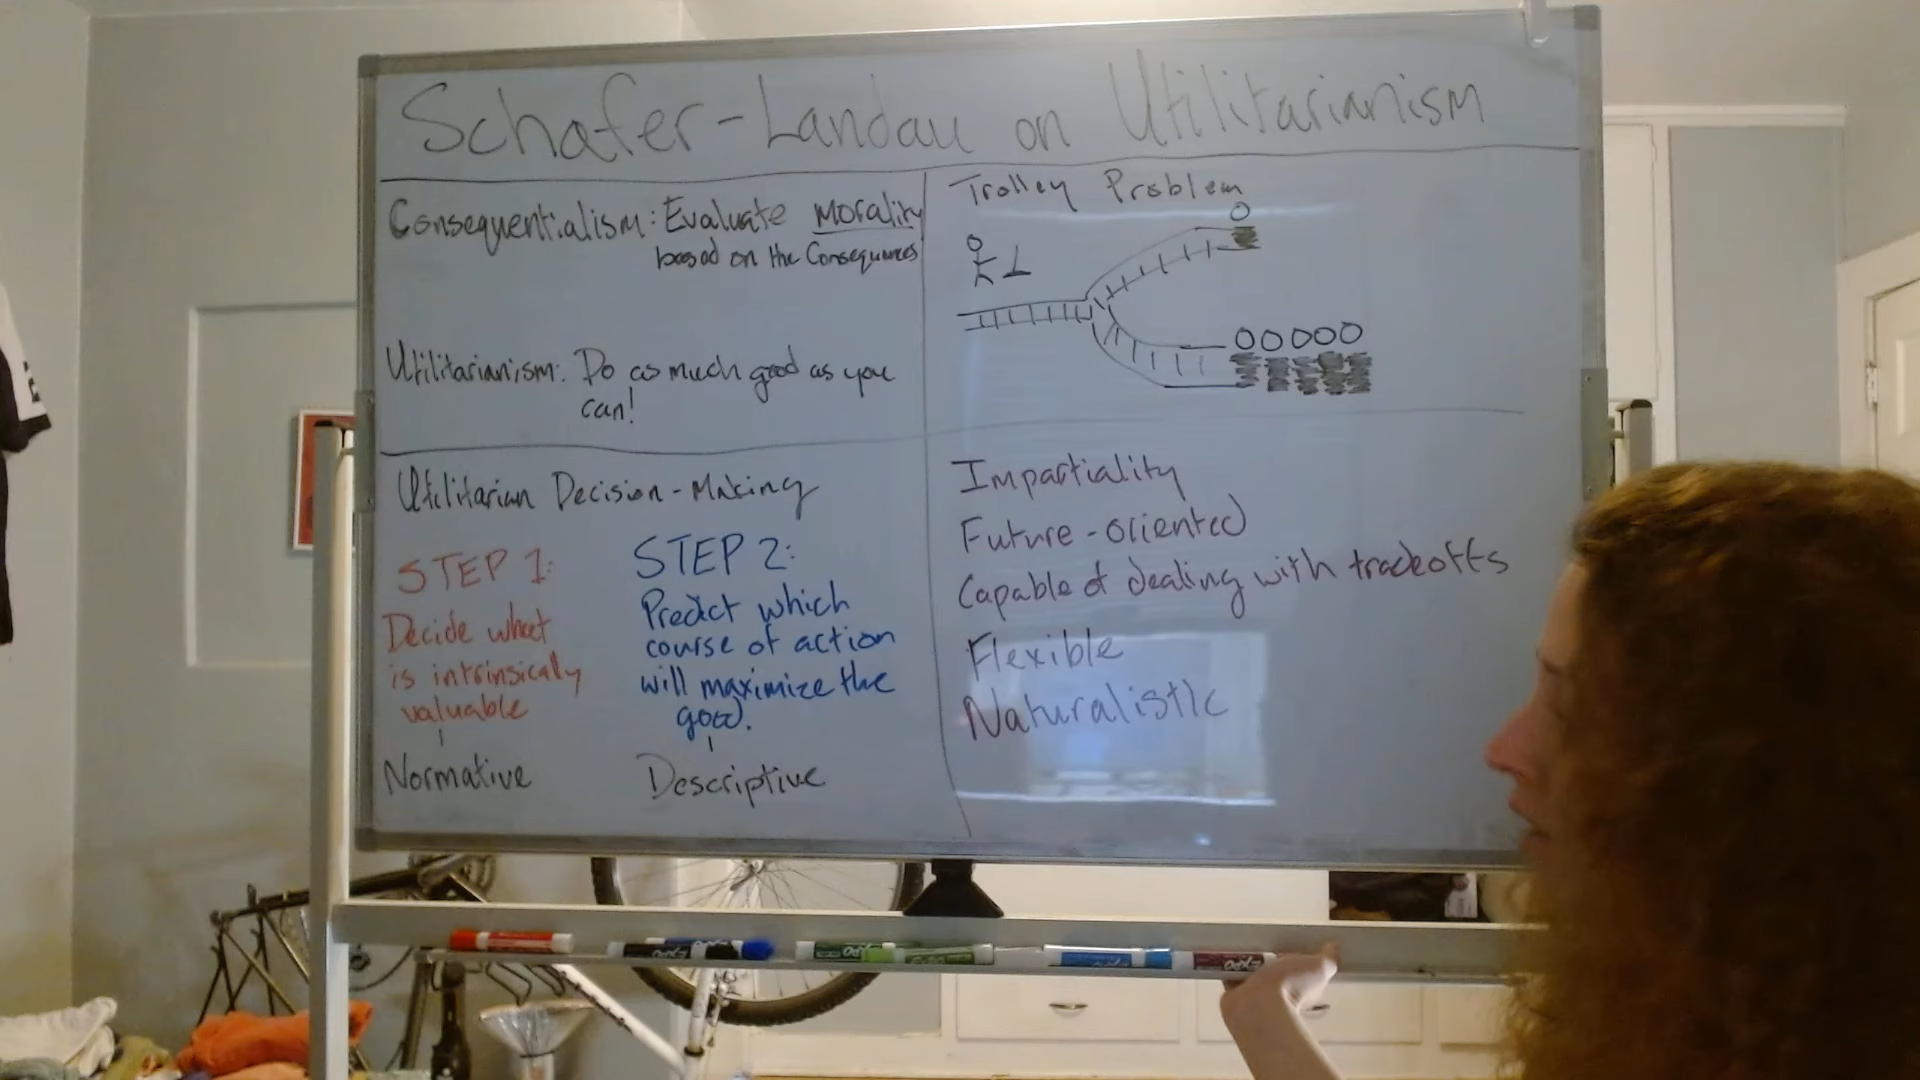 Schafer-Landau on Utilitarianism
Consequentialism: Evaluate Morality
based on the Consequences
Utilitarianism: Do as much good as you
can!
Trolley Problem
Utilitarian Decision-Making
STEP 1:
Decide what
is intrinsically
valuable
Normative
STEP 2:
Predict which
course of action
will maximize the
good.
Descriptive
Impartiality
Future-oriented
Capable of dealing with tradeoffs
Flexible
Naturalistic
EXPO